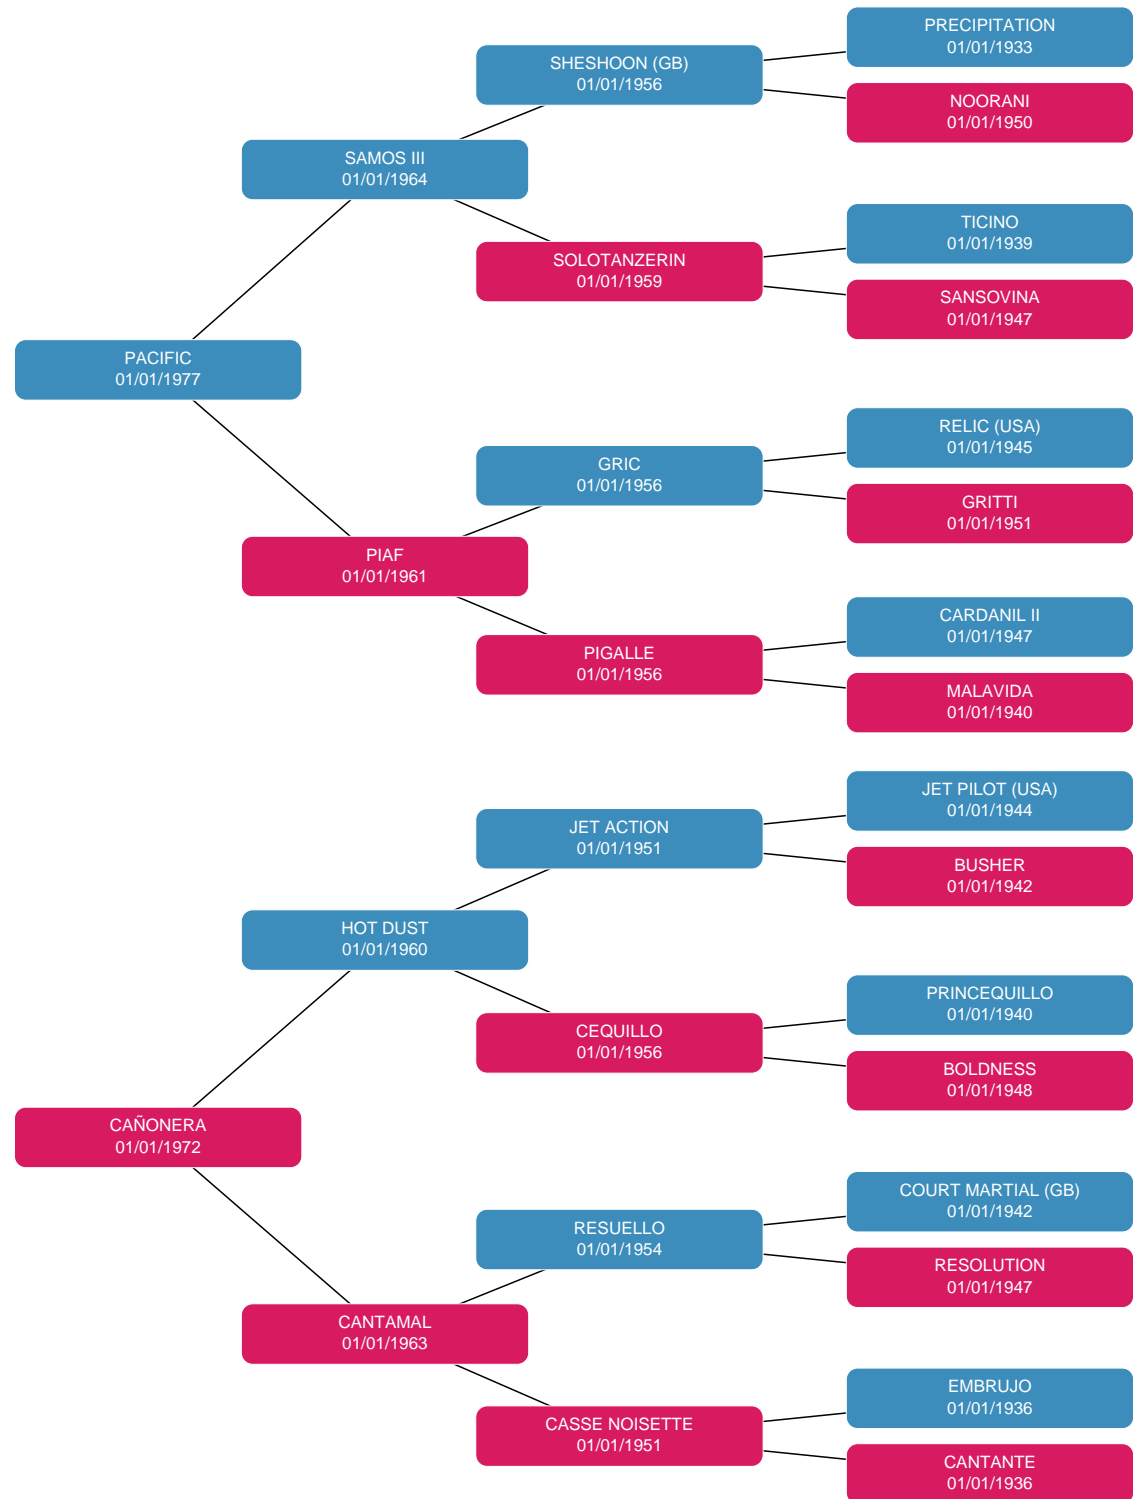 PRECIPITATION
01/01/1933
SHESHOON (GB)
01/01/1956
NOORANI
01/01/1950
SAMOS III
01/01/1964
TICINO
01/01/1939
SOLOTANZERIN
01/01/1959
SANSOVINA
01/01/1947
PACIFIC
01/01/1977
RELIC (USA)
01/01/1945
GRIC
01/01/1956
GRITTI
01/01/1951
PIAF
01/01/1961
CARDANIL II
01/01/1947
PIGALLE
01/01/1956
MALAVIDA
01/01/1940
JET PILOT (USA)
01/01/1944
JET ACTION
01/01/1951
BUSHER
01/01/1942
HOT DUST
01/01/1960
PRINCEQUILLO
01/01/1940
CEQUILLO
01/01/1956
BOLDNESS
01/01/1948
CAÑONERA
01/01/1972
COURT MARTIAL (GB)
01/01/1942
RESUELLO
01/01/1954
RESOLUTION
01/01/1947
CANTAMAL
01/01/1963
EMBRUJO
01/01/1936
CASSE NOISETTE
01/01/1951
CANTANTE
01/01/1936